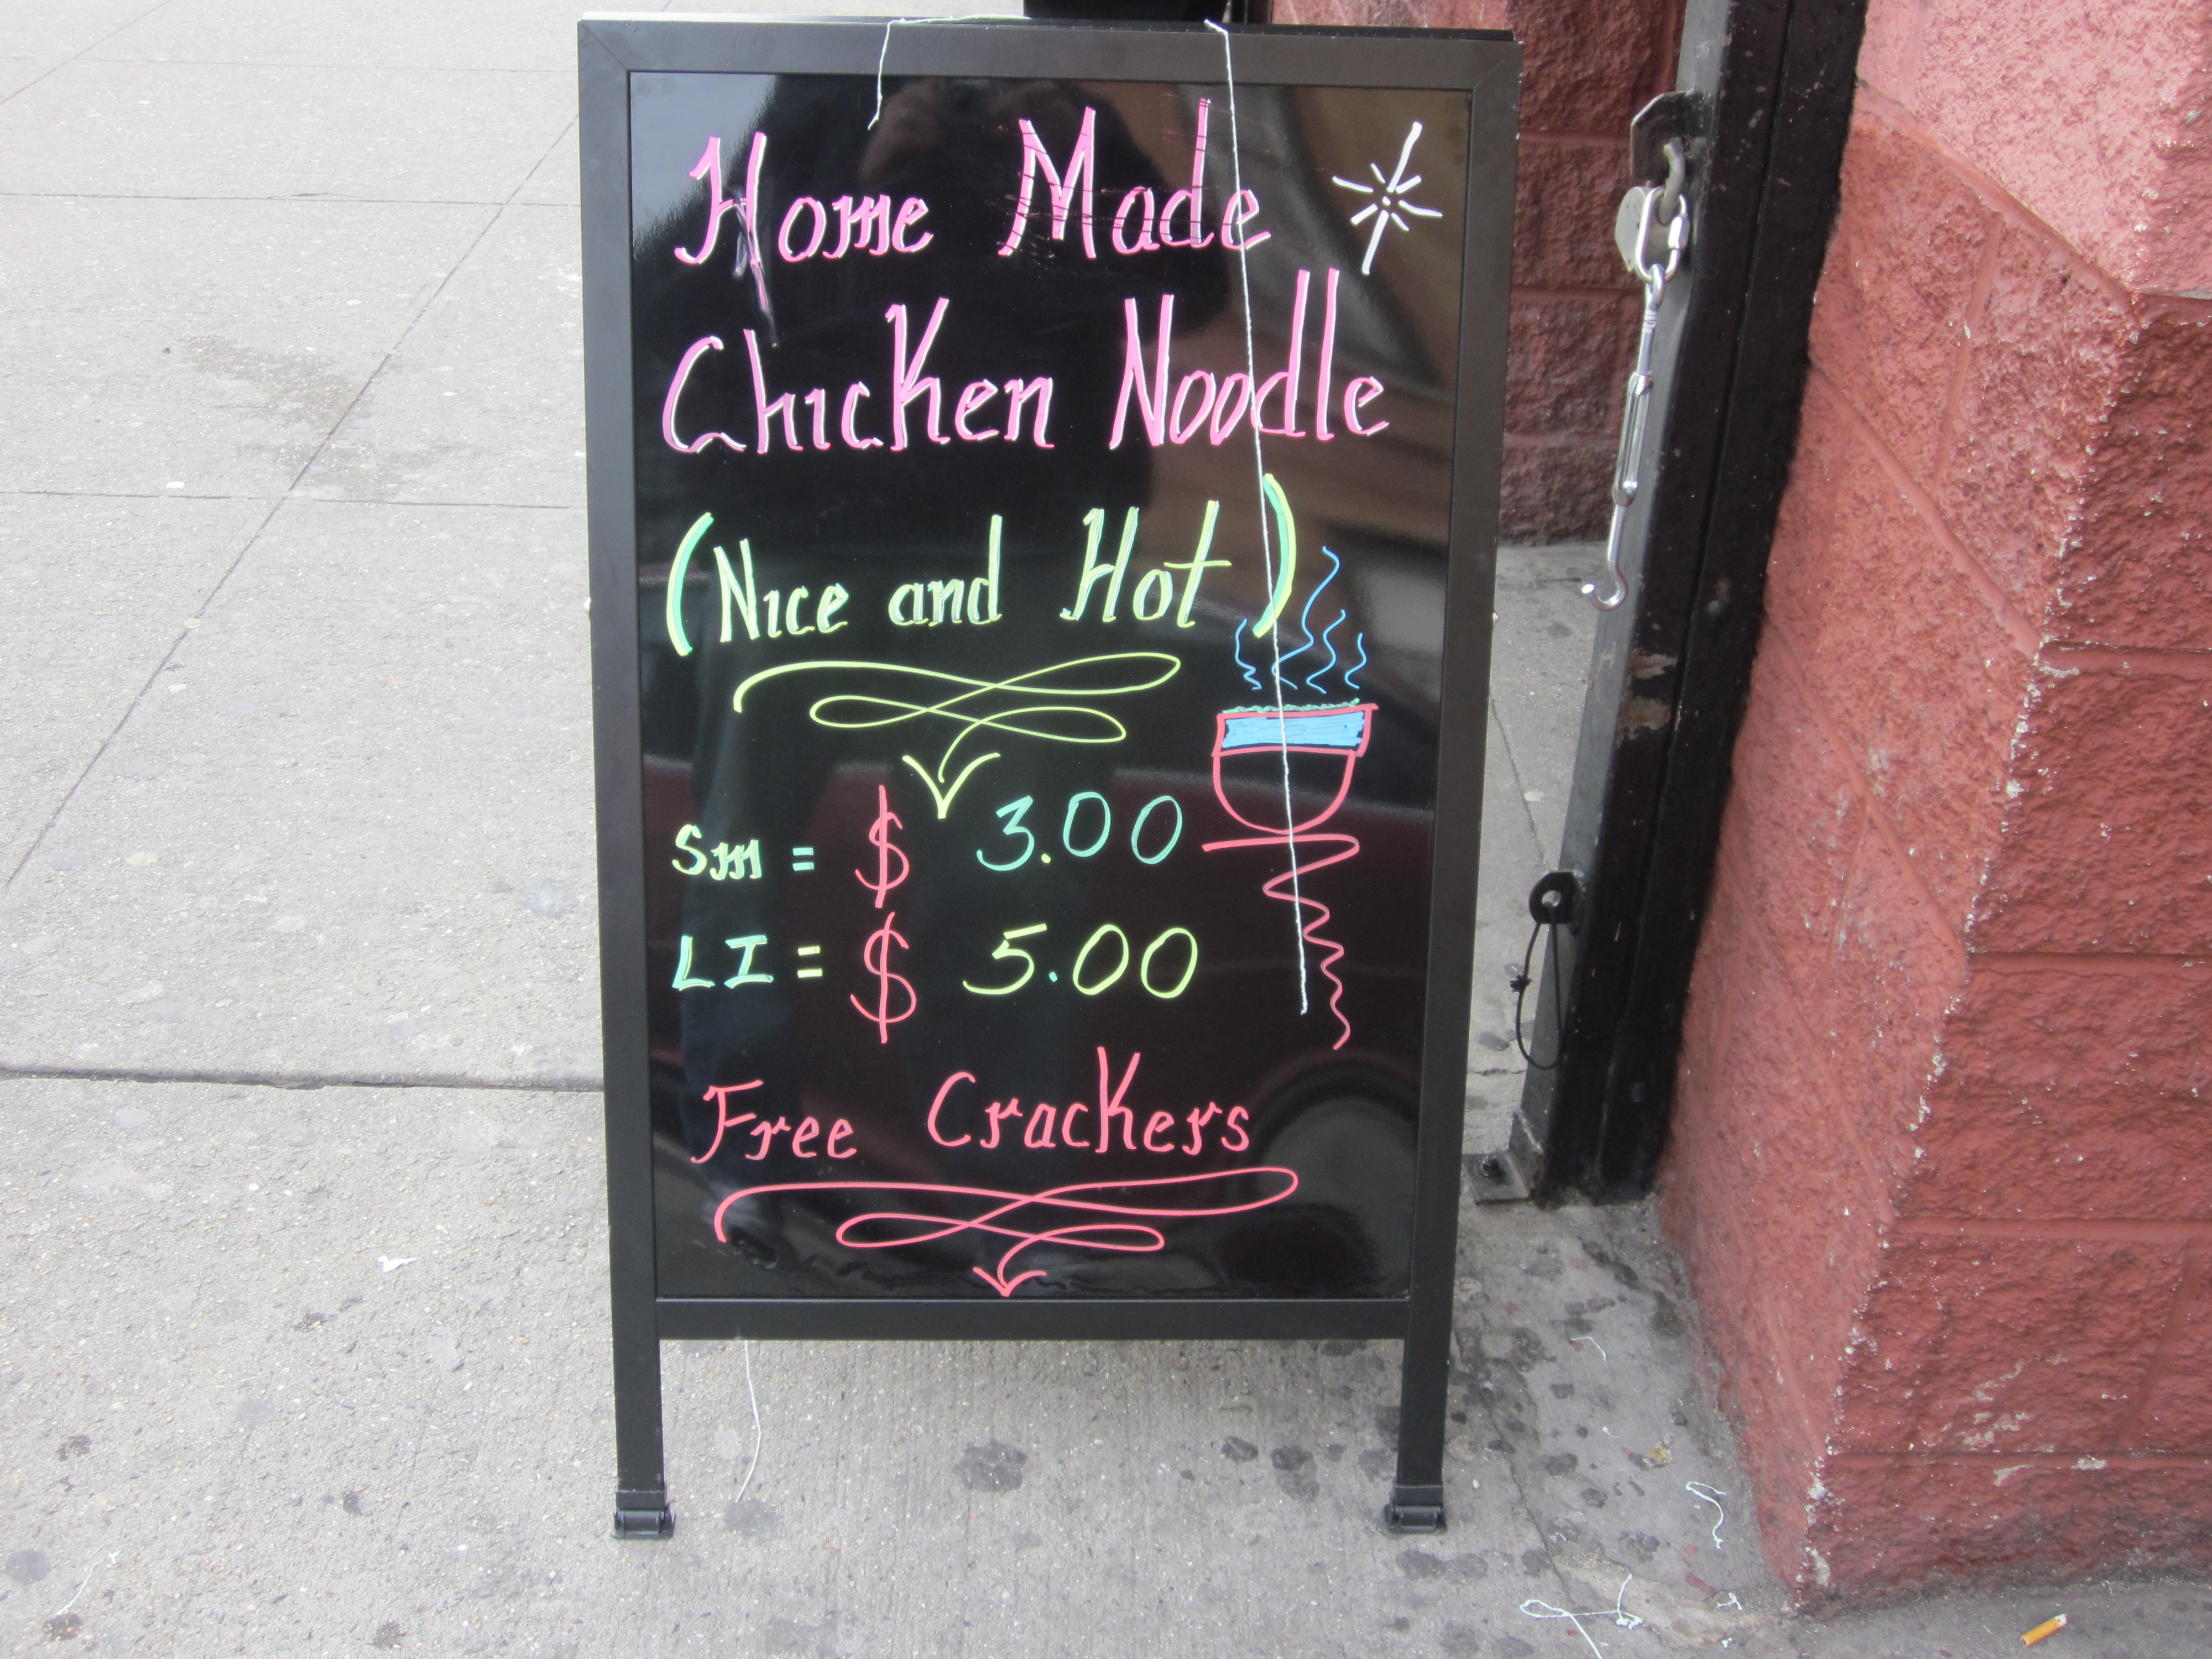 Home Made
Chicken Noodle
(Nice and Hot)
Sm = $ 3.00
LI = $ 5.00
Free Crackers